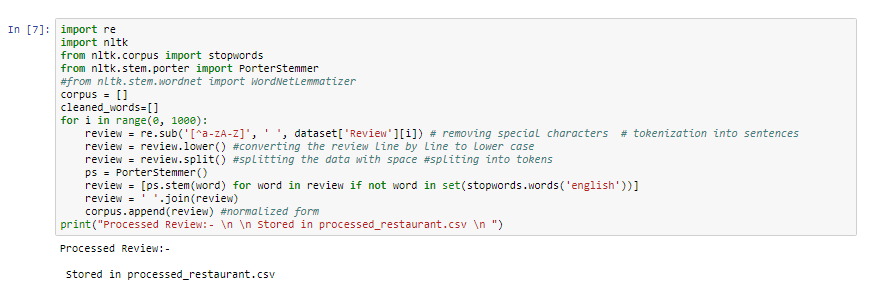 In [7]: import re
import nltk
from nltk.corpus import stopwords
from nltk.stem.porter import PorterStemmer
#from nltk.stem.wordnet import WordNetLemmatizer
corpus = []
cleaned_words=[]
for i in range(0, 1000):
    review = re.sub('[^a-zA-Z]', ' ', dataset['Review'][i]) # removing special characters  # tokenization into sentences
    review = review.lower() #converting the review line by line to lower case
    review = review.split() #splitting the data with space #spliting into tokens
    ps = PorterStemmer()
    review = [ps.stem(word) for word in review if not word in set(stopwords.words('english'))]
    review = ' '.join(review)
    corpus.append(review) #normalized form
print("Processed Review:- \n \n Stored in processed_restaurant.csv \n ")
Processed Review:-
Stored in processed_restaurant.csv